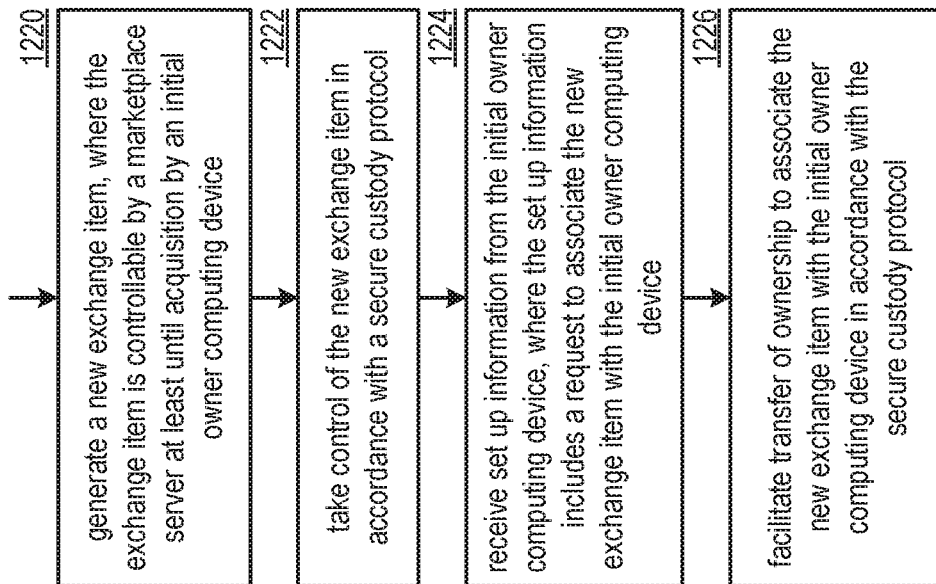 1220
generate a new exchange item, where the
exchange item is controllable by a marketplace
server at least until acquisition by an initial
owner computing device
1222
take control of the new exchange item in
accordance with a secure custody protocol
1224
receive set up information from the initial owner
computing device, where the set up information
includes a request to associate the new
exchange item with the initial owner computing
device
1226
facilitate transfer of ownership to associate the
new exchange item with the initial owner
computing device in accordance with the
secure custody protocol